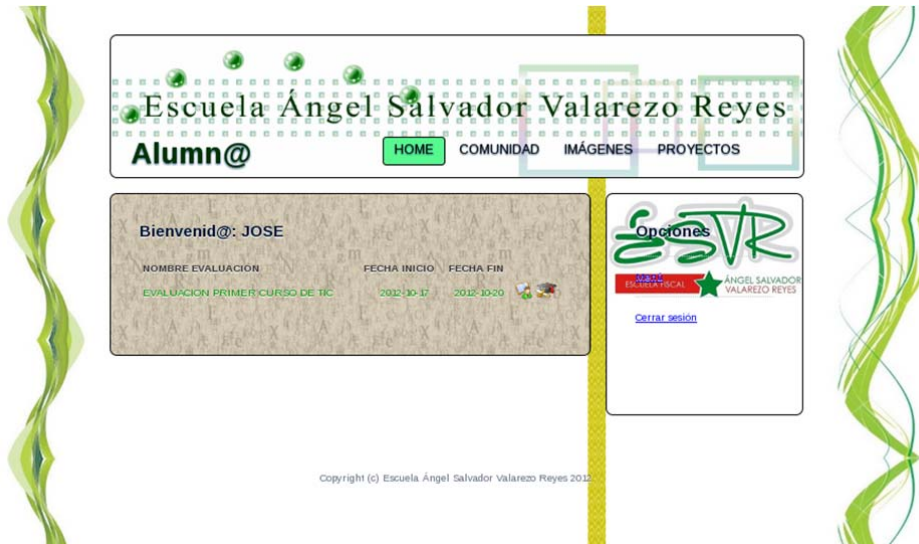 Escuela Ángel Salvador Valarezo Reyes
Alumn@
HOME COMUNIDAD IMÁGENES PROYECTOS
Bienvenid@: JOSE
NOMBRE EVALUACIÓN FECHA INICIO FECHA FIN
EVALUACION PRIMER CURSO DE TIC 2012-10-17 2012-10-20
Opciones
ESVR
ESCUELA FISCAL ÁNGEL SALVADOR
VALAREZO REYES
Cerrar sesión
Copyright (c) Escuela Ángel Salvador Valarezo Reyes 2012